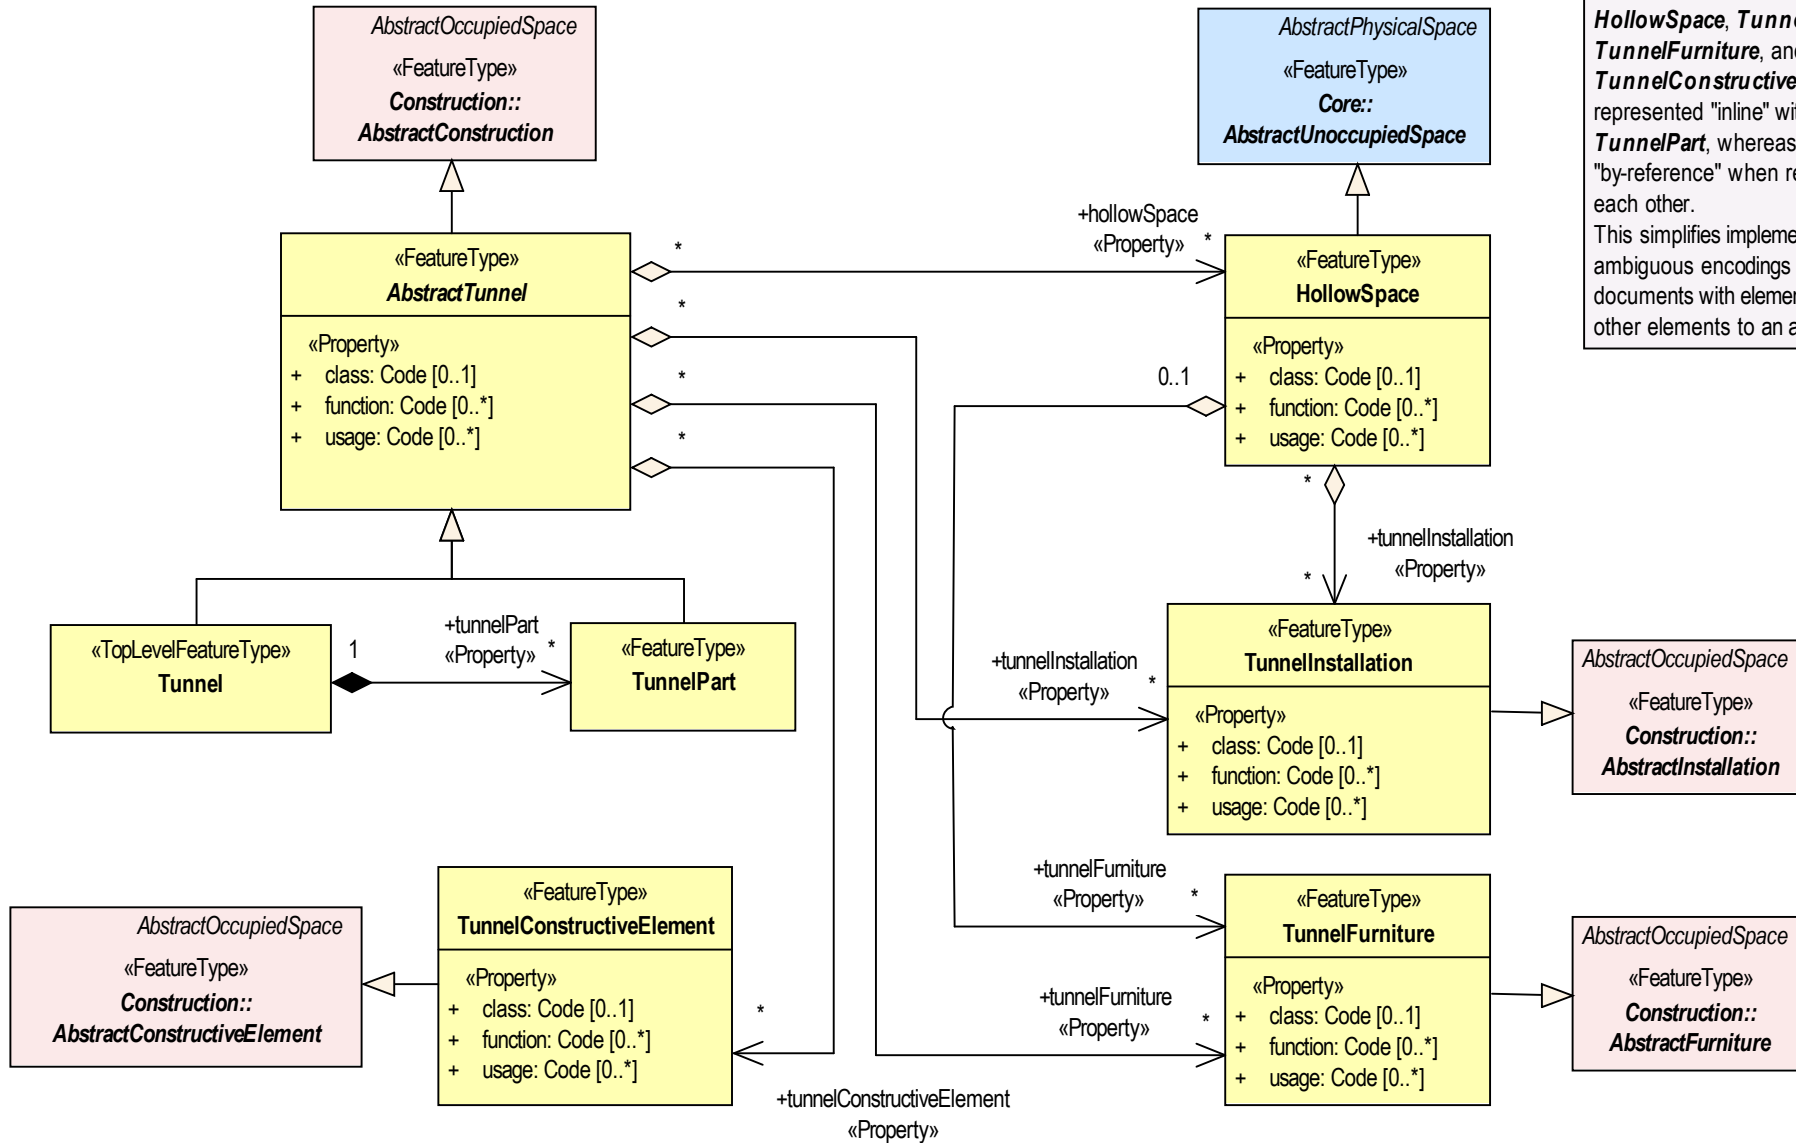 AbstractOccupiedSpace
«FeatureType»
Construction::
AbstractConstruction
AbstractPhysicalSpace
«FeatureType»
Core::
AbstractUnoccupiedSpace
HollowSpace,
TunnelFurniture,
TunnelConstructive
represented "inline"
TunnelPart, whereas
"by-reference" when
each other.
This simplifies
ambiguous encodings
documents with
other elements to an
«FeatureType»
AbstractTunnel
«Property»
+ class: Code [0..1]
+ function: Code [0..*]
+ usage: Code [0..*]
*
*
*
*
+hollowSpace
«Property» *
«FeatureType»
HollowSpace
«Property»
+ class: Code [0..1]
+ function: Code [0..*]
+ usage: Code [0..*]
0..1
*
+tunnelInstallation
«Property»
*
«TopLevelFeatureType»
Tunnel
1
+tunnelPart
«Property» *
«FeatureType»
TunnelPart
+tunnelInstallation
«Property» *
«FeatureType»
TunnelInstallation
«Property»
+ class: Code [0..1]
+ function: Code [0..*]
+ usage: Code [0..*]
AbstractOccupiedSpace
«FeatureType»
Construction::
AbstractInstallation
AbstractOccupiedSpace
«FeatureType»
Construction::
AbstractConstructiveElement
«FeatureType»
TunnelConstructiveElement
«Property»
+ class: Code [0..1]
+ function: Code [0..*]
+ usage: Code [0..*]
*
+tunnelConstructiveElement
«Property»
+tunnelFurniture
«Property» *
+tunnelFurniture
«Property» *
«FeatureType»
TunnelFurniture
«Property»
+ class: Code [0..1]
+ function: Code [0..*]
+ usage: Code [0..*]
AbstractOccupiedSpace
«FeatureType»
Construction::
AbstractFurniture